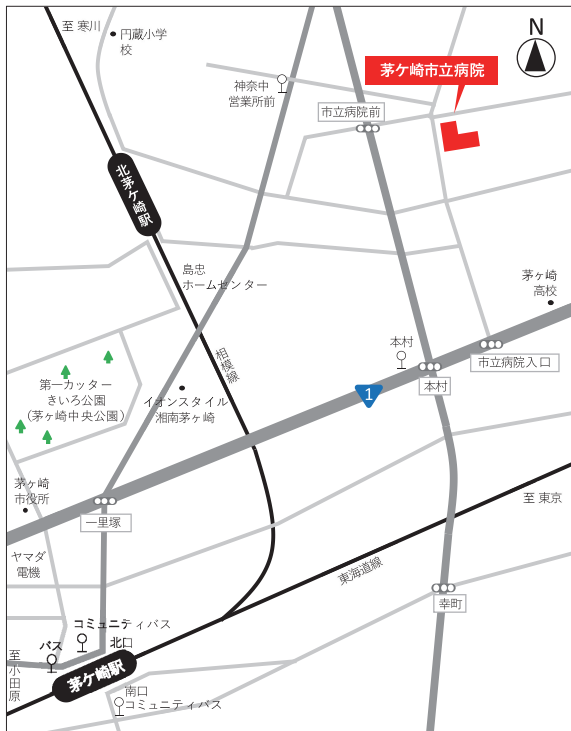 至 寒川
円蔵小学
校
N
茅ケ崎市立病院
神奈中
営業所前
市立病院前
北茅ケ崎駅
島忠
ホームセンター
茅ヶ崎
高校
相模線
本村
市立病院入口
本村
1
第一カッター
きいろ公園
(茅ヶ崎中央公園)
イオンスタイル
湘南茅ヶ崎
茅ヶ崎
市役所
一里塚
至 東京
ヤマダ
電機
東海道線
幸町
コミュニティバス
バス
北口
至小田原
茅ケ崎駅
南口
コミュニティバス